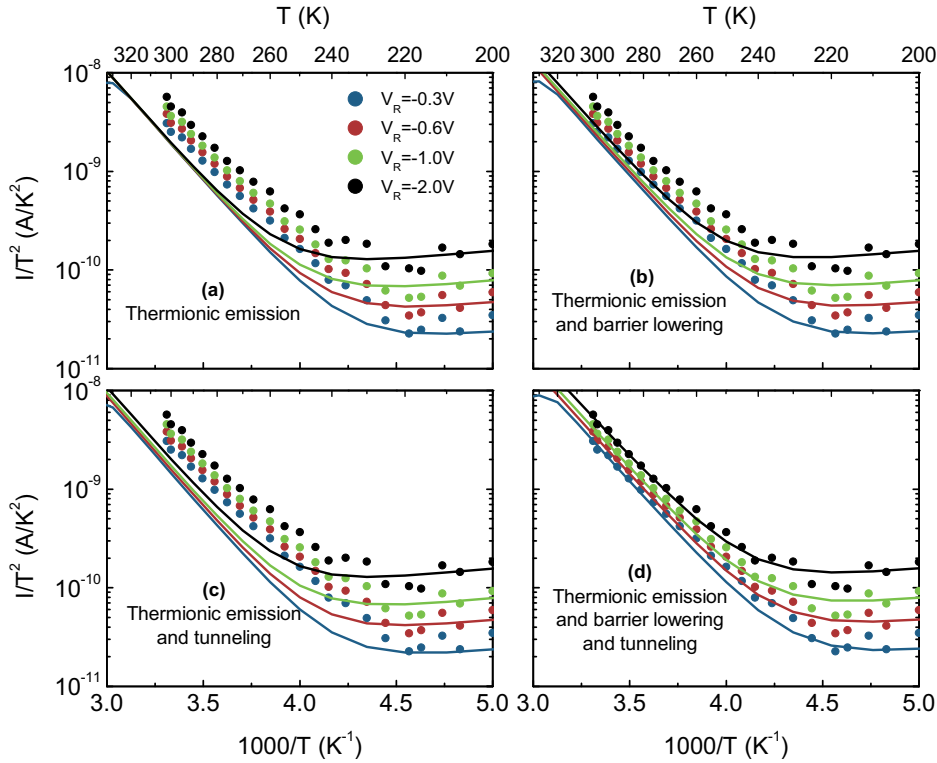 T (K)
T (K)
320 300 280 260 240 220 200
320 300 280 260 240 220 200
10⁻⁸
10⁻⁹
10⁻¹⁰
10⁻¹¹
I/T² (A/K²)
V_R=-0.3V
V_R=-0.6V
V_R=-1.0V
V_R=-2.0V
(a)
Thermionic emission
(b)
Thermionic emission
and barrier lowering
10⁻⁸
10⁻⁹
10⁻¹⁰
10⁻¹¹
I/T² (A/K²)
(c)
Thermionic emission
and tunneling
(d)
Thermionic emission
and barrier lowering
and tunneling
3.0 3.5 4.0 4.5 5.0
3.0 3.5 4.0 4.5 5.0
1000/T (K⁻¹)
1000/T (K⁻¹)